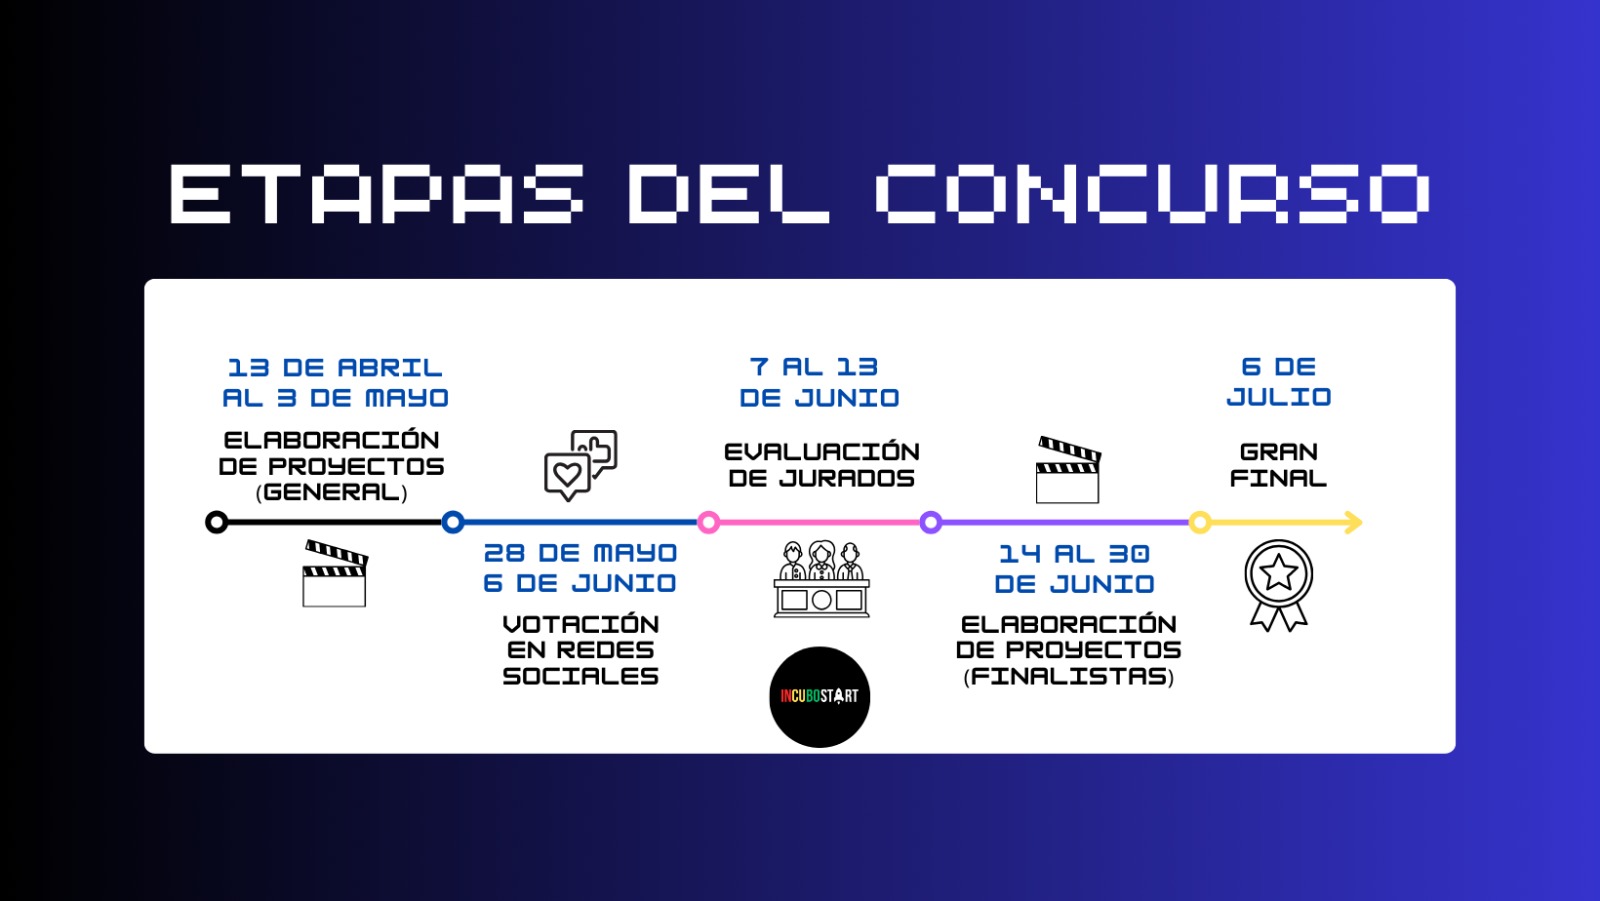 ETAPAS DEL CONCURSO
13 DE ABRIL
AL 3 DE MAYO
ELABORACIÓN
DE PROYECTOS
(GENERAL)
28 DE MAYO
6 DE JUNIO
VOTACIÓN
EN REDES
SOCIALES
7 AL 13
DE JUNIO
EVALUACIÓN
DE JURADOS
INCUBOSTART
14 AL 30
DE JUNIO
ELABORACIÓN
DE PROYECTOS
(FINALISTAS)
6 DE
JULIO
GRAN
FINAL